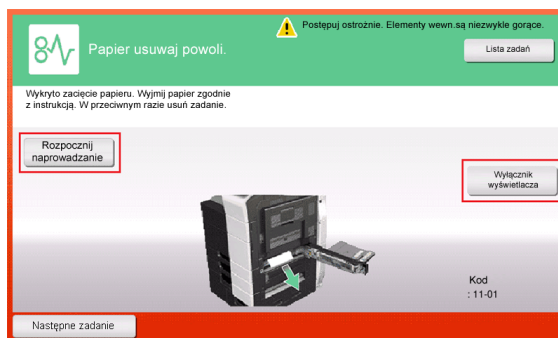 Postępuj ostrożnie. Elementy wewn.są niezwykle gorące.
Papier usuwaj powoli.
Lista zadań
Wykryto zacięcie papieru. Wyjmij papier zgodnie
z instrukcją. W przeciwnym razie usuń zadanie.
Rozpocznij
naprowadzanie
Wyłącznik
wyświetlacza
Kod
: 11-01
Następne zadanie